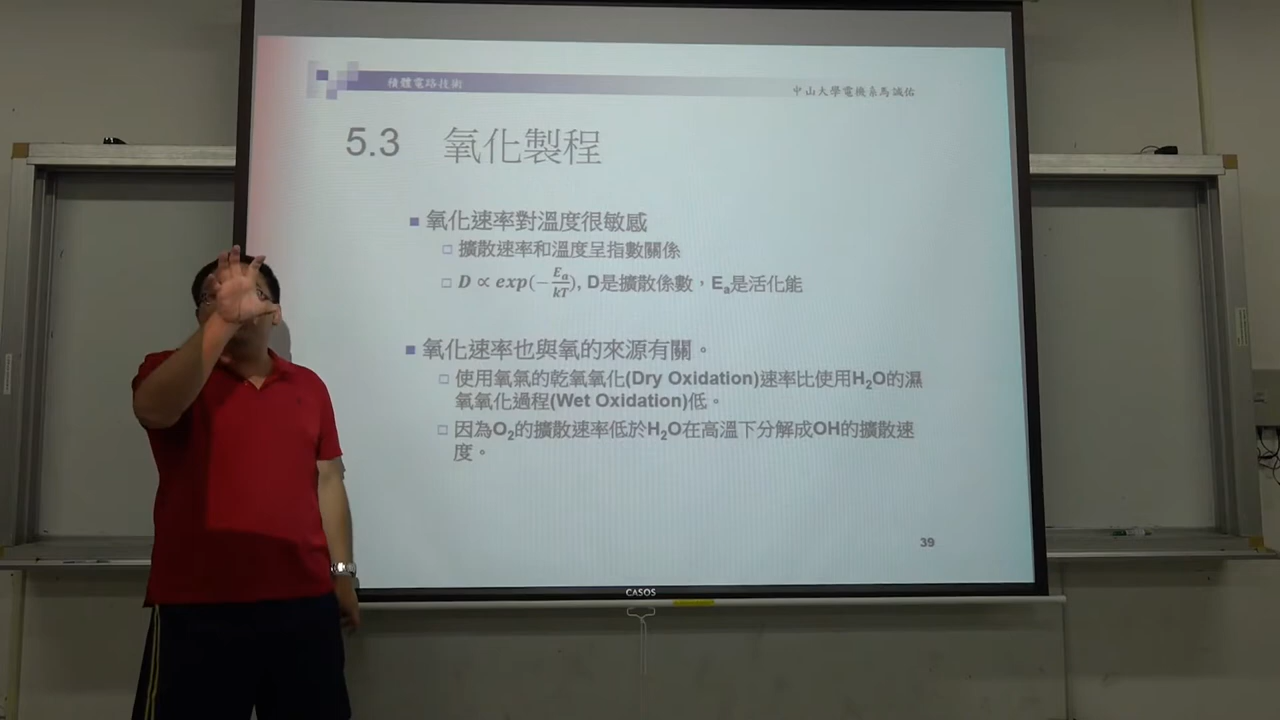 積體電路技術
中山大學電機系馬誠佑
5.3 氧化製程
氧化速率對溫度很敏感
擴散速率和溫度呈指數關係
D ∝ exp(−Ea/kT), D是擴散係數，Ea是活化能
氧化速率也與氧的來源有關。
使用氧氣的乾氧氧化(Dry Oxidation)速率比使用H₂O的濕
氧氧化過程(Wet Oxidation)低。
因為O₂的擴散速率低於H₂O在高溫下分解成OH的擴散速
度。
39
CASOS